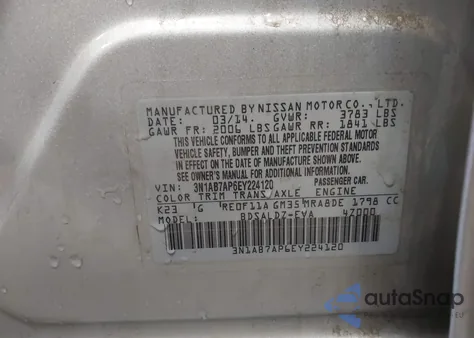 MANUFACTURED BY NISSAN MOTOR CO., LTD.
DATE: 03/14. GVWR: 3783 LBS
GAWR FR: 2006 LBS GAWR RR: 1841 LBS
THIS VEHICLE CONFORMS TO ALL APPLICABLE FEDERAL MOTOR
VEHICLE SAFETY, BUMPER AND THEFT PREVENTION STANDARDS
IN EFFECT ON THE DATE OF MANUFACTURE SHOWN ABOVE.
SEE OWNER'S MANUAL FOR ADDITIONAL INFORMATION.
VIN: 3N1AB7AP6EY224120 PASSENGER CAR.
COLOR TRIM TRANS/AXLE ENGINE
K23 'G RE0F11A GM35 MRA8DE 1798 CC
MODEL: BDSALDZ-EVA 47000
3N1AB7AP6EY224120
autoSnap